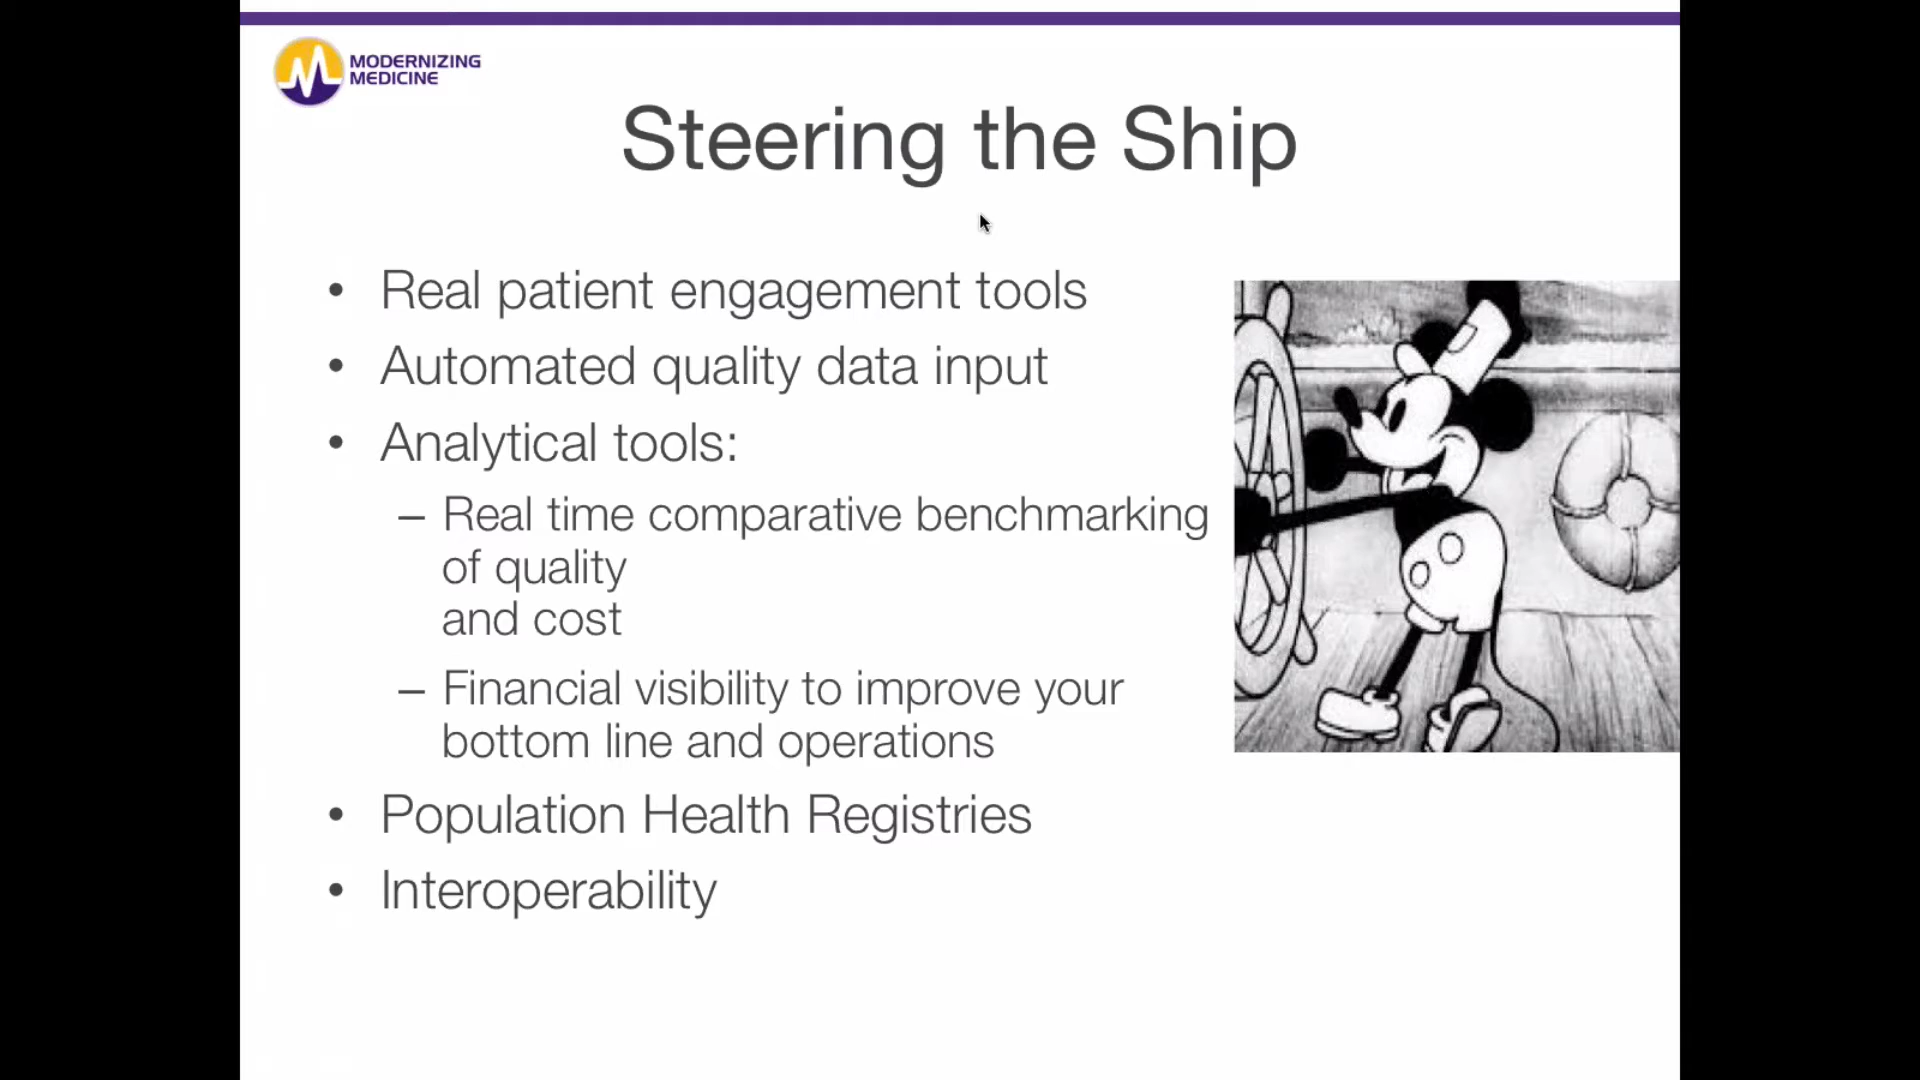 MODERNIZING
MEDICINE
Steering the Ship
• Real patient engagement tools
• Automated quality data input
• Analytical tools:
– Real time comparative benchmarking
of quality
and cost
– Financial visibility to improve your
bottom line and operations
• Population Health Registries
• Interoperability